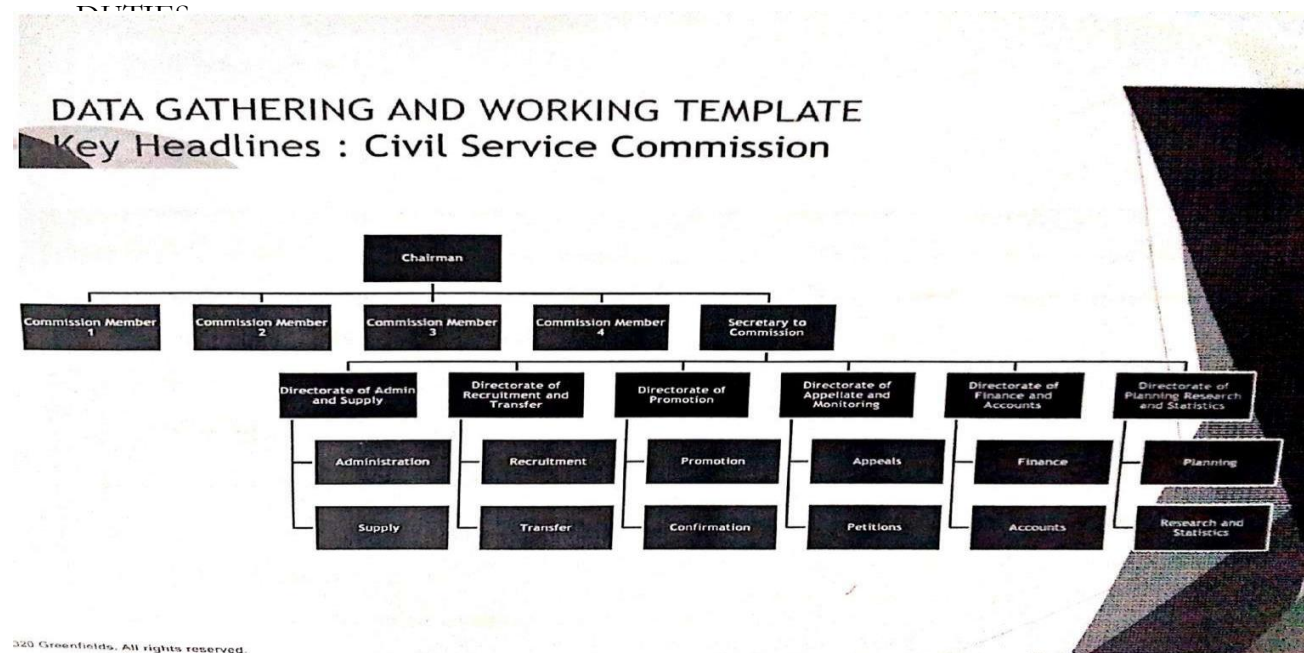 DUTIES
DATA GATHERING AND WORKING TEMPLATE
Key Headlines : Civil Service Commission
Chairman
Commission Member
1
Commission Member
2
Commission Member
3
Commission Member
4
Secretary to
Commission
Directorate of Admin
and Supply
Directorate of
Recruitment and
Transfer
Directorate of
Promotion
Directorate of
Appellate and
Monitoring
Directorate of
Finance and
Accounts
Directorate of
Planning Research
and Statistics
Administration
Recruitment
Promotion
Appeals
Finance
Planning
Supply
Transfer
Confirmation
Petitions
Accounts
Research and
Statistics
320 Greenfields. All rights reserved.